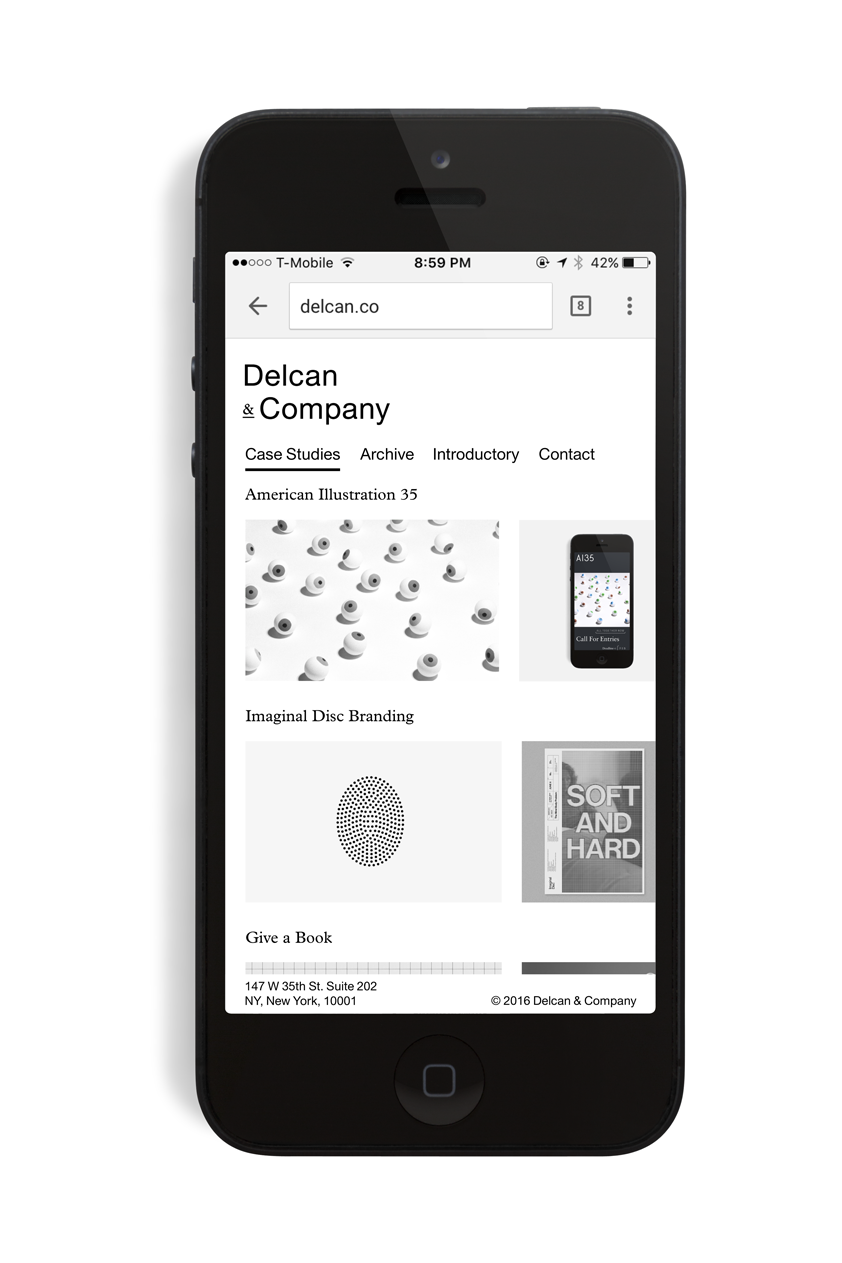 T-Mobile 8:59 PM 42%
delcan.co 8
Delcan
& Company
Case Studies Archive Introductory Contact
American Illustration 35
AI35
Call For Entries
Imaginal Disc Branding
SOFT
AND
HARD
Give a Book
147 W 35th St. Suite 202
NY, New York, 10001 © 2016 Delcan & Company